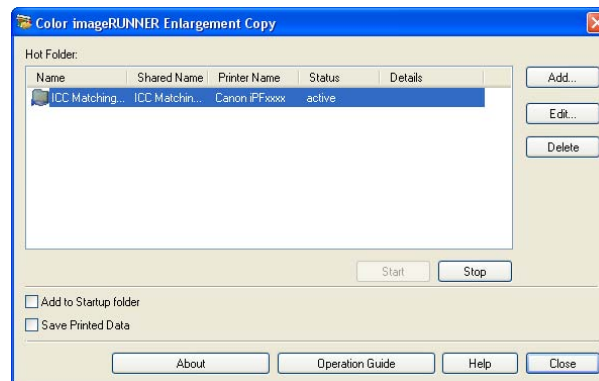 Color imageRUNNER Enlargement Copy
Hot Folder:
Name Shared Name Printer Name Status Details
Add...
ICC Matching... ICC Matchin... Canon iPFxxxx active
Edit...
Delete
Start Stop
Add to Startup folder
Save Printed Data
About Operation Guide Help Close